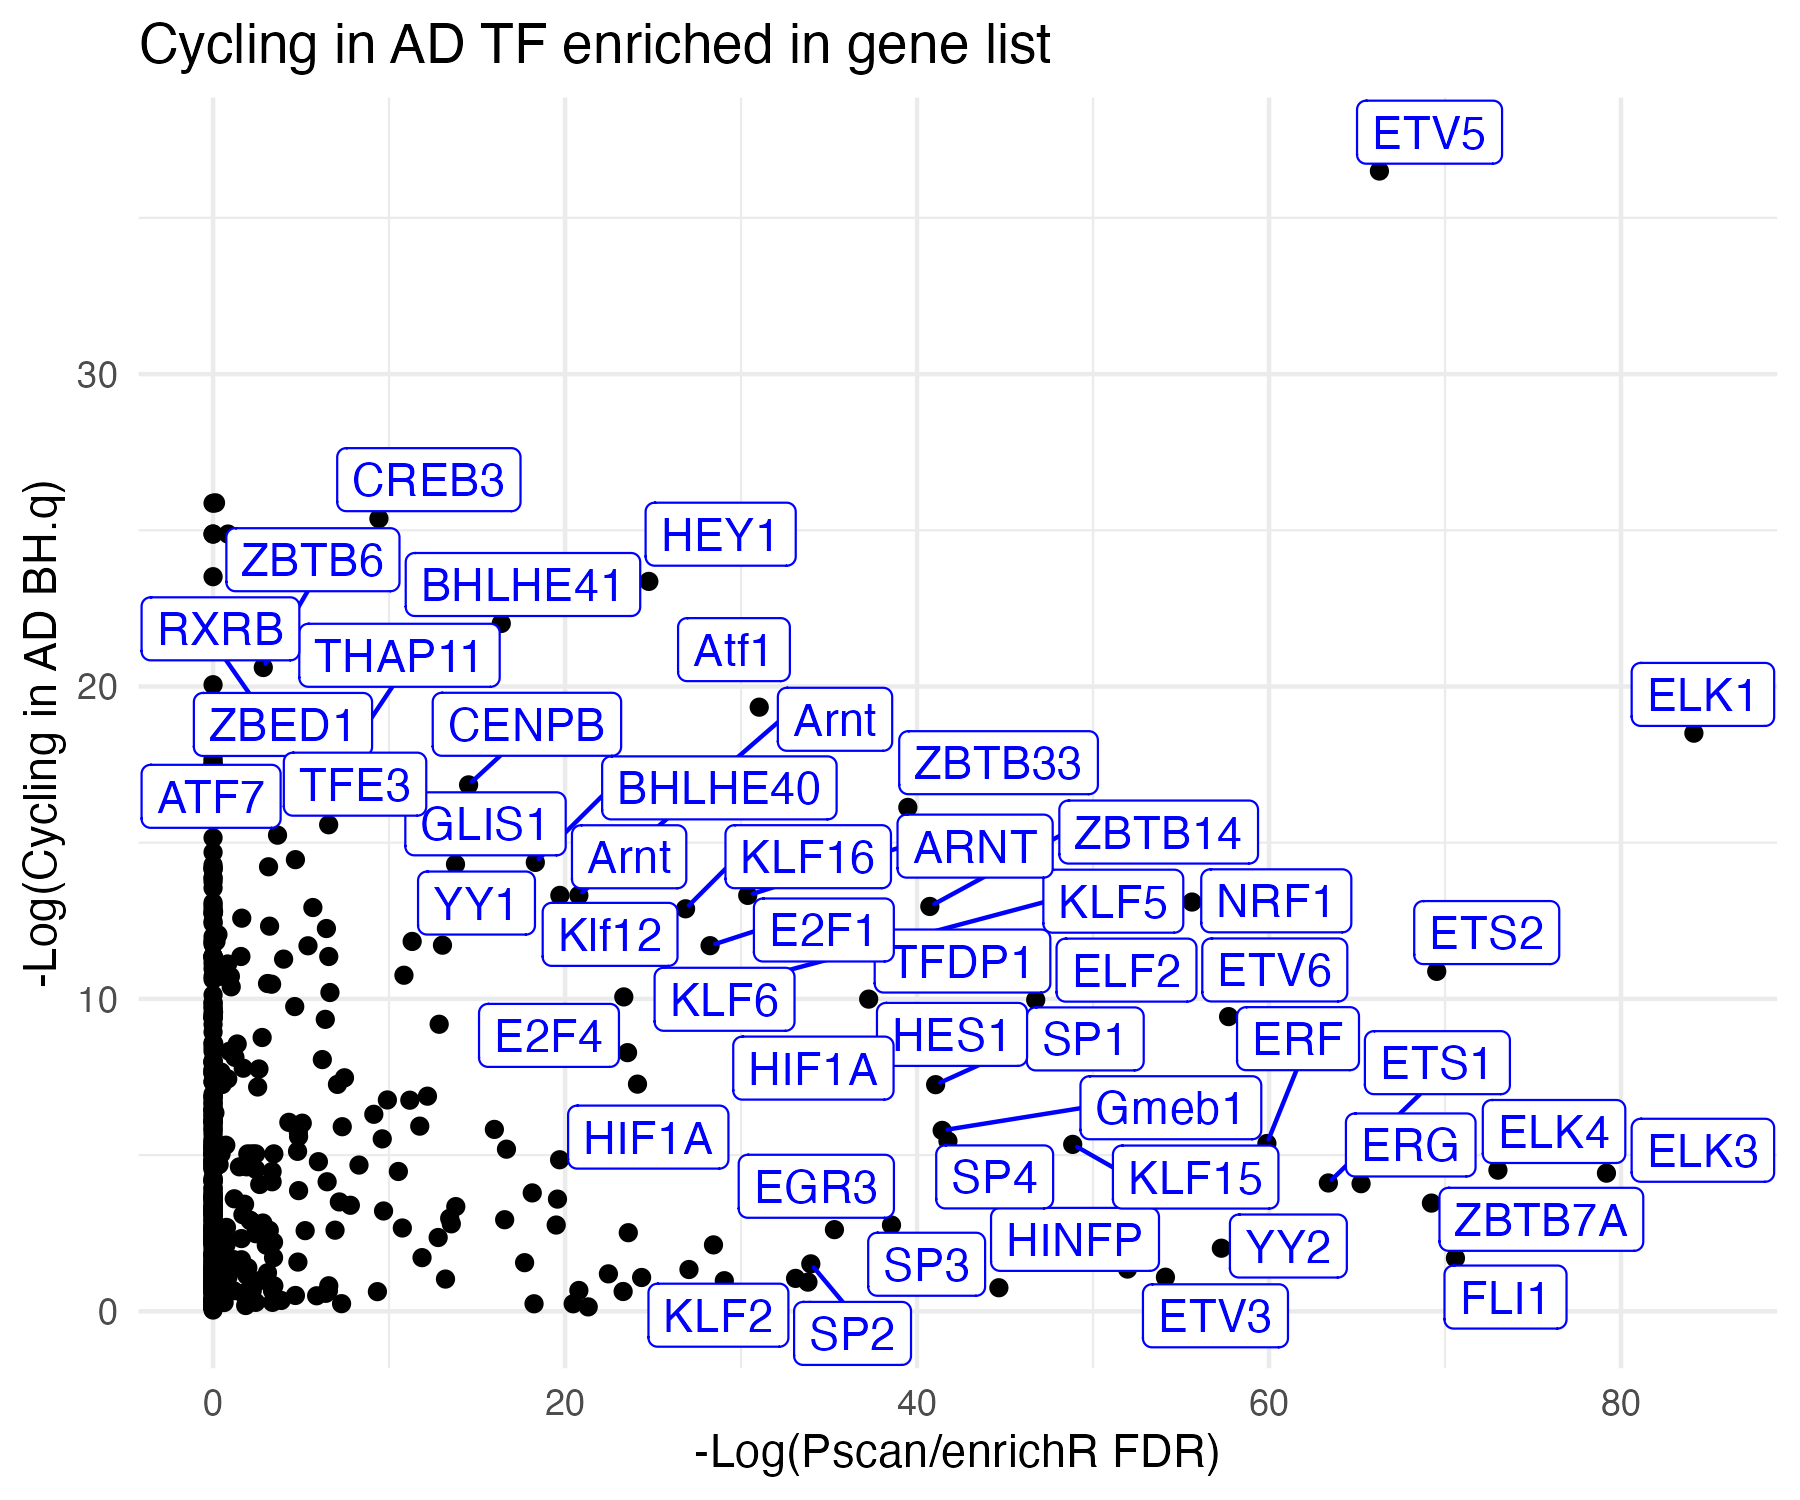 Cycling in AD TF enriched in gene list
-Log(Cycling in AD BH.q)
30
20
10
0
ETV5
CREB3
HEY1
ZBTB6
BHLHE41
RXRB
THAP11
Atf1
ELK1
ZBED1
CENPB
Arnt
ZBTB33
ATF7
TFE3
BHLHE40
GLIS1
Arnt
KLF16
ARNT
ZBTB14
YY1
KLF5
NRF1
Klf12
E2F1
ETS2
TFDP1
ELF2
ETV6
KLF6
E2F4
HES1
SP1
ERF
HIF1A
ETS1
Gmeb1
HIF1A
ERG
ELK4
ELK3
EGR3
SP4
KLF15
ZBTB7A
HINFP
YY2
SP3
FLI1
KLF2
SP2
ETV3
0
20
40
60
80
-Log(Pscan/enrichR FDR)